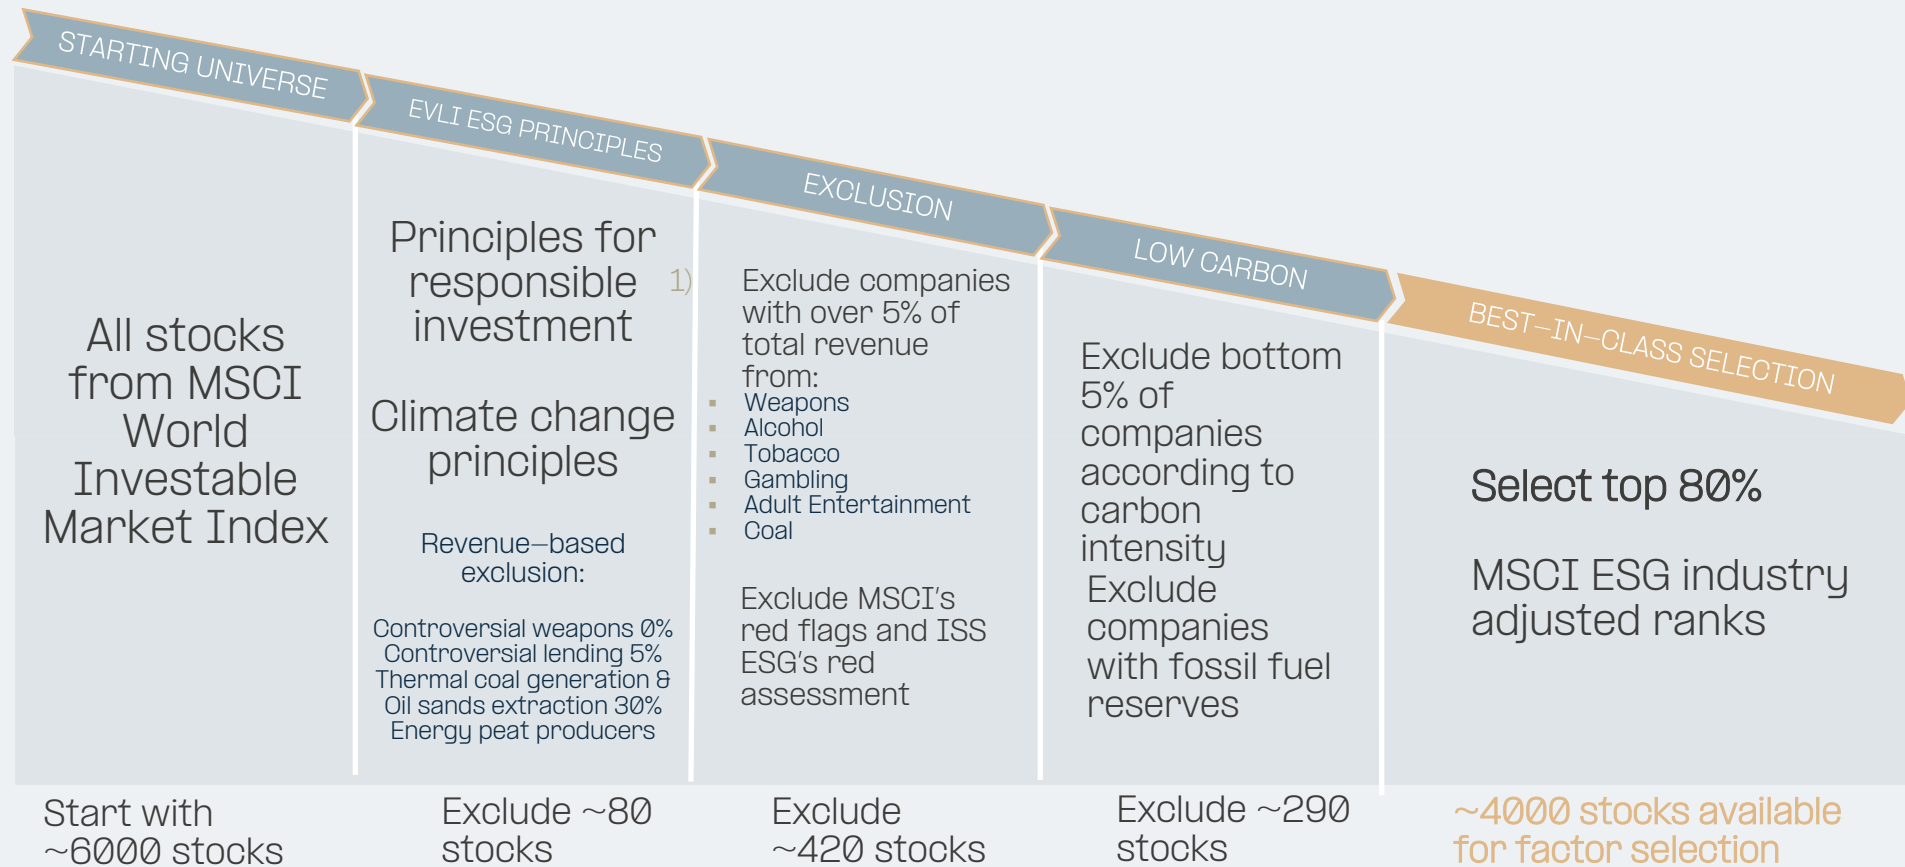 STARTING UNIVERSE
All stocks
from MSCI
World
Investable
Market Index
Start with
~6000 stocks
EVLI ESG PRINCIPLES
Principles for
responsible 1)
investment
Climate change
principles
Revenue-based
exclusion:
Controversial weapons 0%
Controversial lending 5%
Thermal coal generation &
Oil sands extraction 30%
Energy peat producers
Exclude ~80
stocks
EXCLUSION
Exclude companies
with over 5% of
total revenue
from:
▪ Weapons
▪ Alcohol
▪ Tobacco
▪ Gambling
▪ Adult Entertainment
▪ Coal
Exclude MSCI's
red flags and ISS
ESG's red
assessment
Exclude
~420 stocks
LOW CARBON
Exclude bottom
5% of
companies
according to
carbon
intensity
Exclude
companies
with fossil fuel
reserves
Exclude ~290
stocks
BEST-IN-CLASS SELECTION
Select top 80%
MSCI ESG industry
adjusted ranks
~4000 stocks available
for factor selection